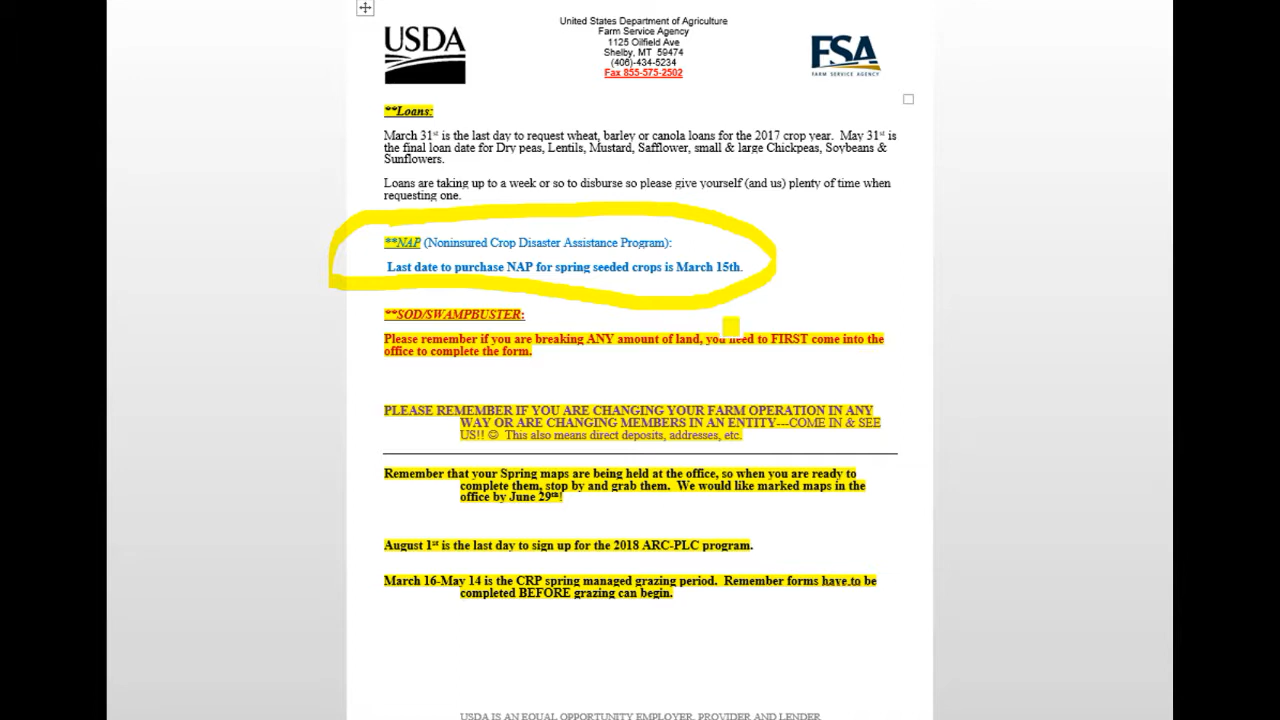 United States Department of Agriculture
Farm Service Agency
1125 Oilfield Ave
Shelby, MT 59474
(406)-434-5234
Fax 855-575-2502
USDA
FSA
FARM SERVICE AGENCY
**Loans:
March 31st is the last day to request wheat, barley or canola loans for the 2017 crop year. May 31st is
the final loan date for Dry peas, Lentils, Mustard, Safflower, small & large Chickpeas, Soybeans &
Sunflowers.
Loans are taking up to a week or so to disburse so please give yourself (and us) plenty of time when
requesting one.
**NAP (Noninsured Crop Disaster Assistance Program):
Last date to purchase NAP for spring seeded crops is March 15th.
**SOD/SWAMPBUSTER:
Please remember if you are breaking ANY amount of land, you need to FIRST come into the
office to complete the form.
PLEASE REMEMBER IF YOU ARE CHANGING YOUR FARM OPERATION IN ANY
WAY OR ARE CHANGING MEMBERS IN AN ENTITY---COME IN & SEE
US!! ☺ This also means direct deposits, addresses, etc.
Remember that your Spring maps are being held at the office, so when you are ready to
complete them, stop by and grab them. We would like marked maps in the
office by June 29th!
August 1st is the last day to sign up for the 2018 ARC-PLC program.
March 16-May 14 is the CRP spring managed grazing period. Remember forms have to be
completed BEFORE grazing can begin.
USDA IS AN EQUAL OPPORTUNITY EMPLOYER, PROVIDER AND LENDER